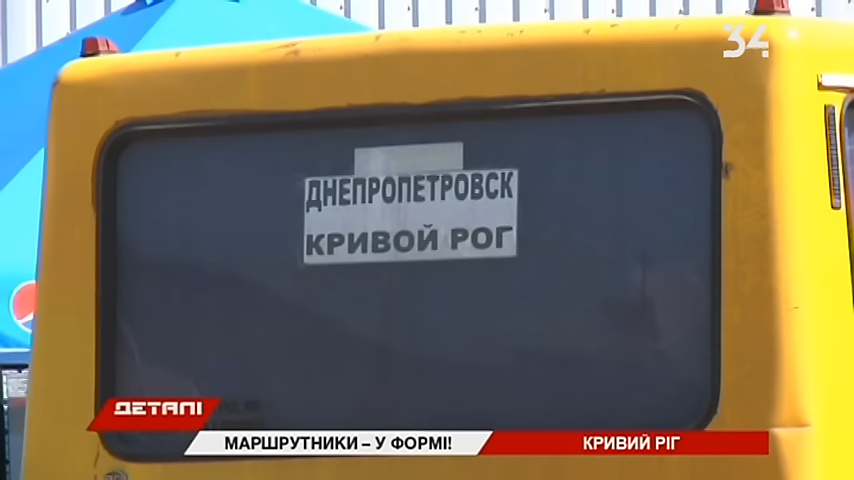 34
ДНЕПРОПЕТРОВСК
КРИВОЙ РОГ
ДЕТАЛІ
МАРШРУТНИКИ – У ФОРМІ!
КРИВИЙ РІГ